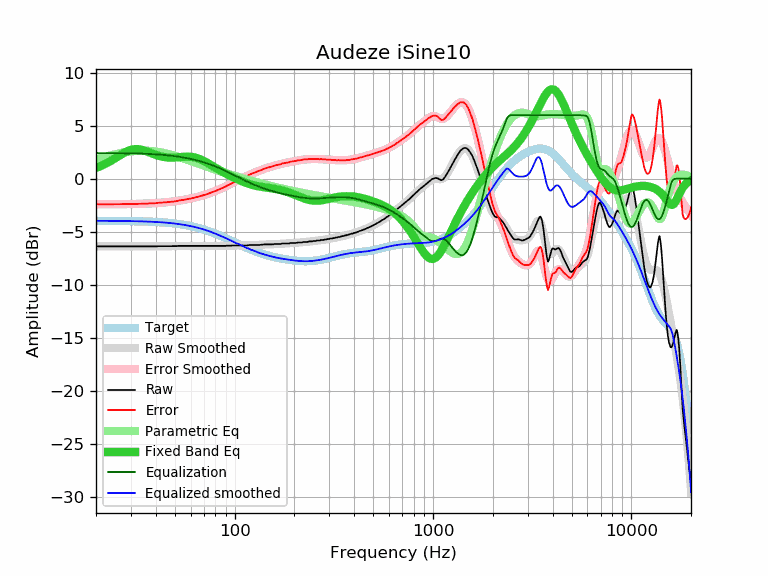 Audeze iSine10
Amplitude (dBr)
10
5
0
−5
−10
−15
−20
−25
−30
Target
Raw Smoothed
Error Smoothed
Raw
Error
Parametric Eq
Fixed Band Eq
Equalization
Equalized smoothed
100
1000
10000
Frequency (Hz)